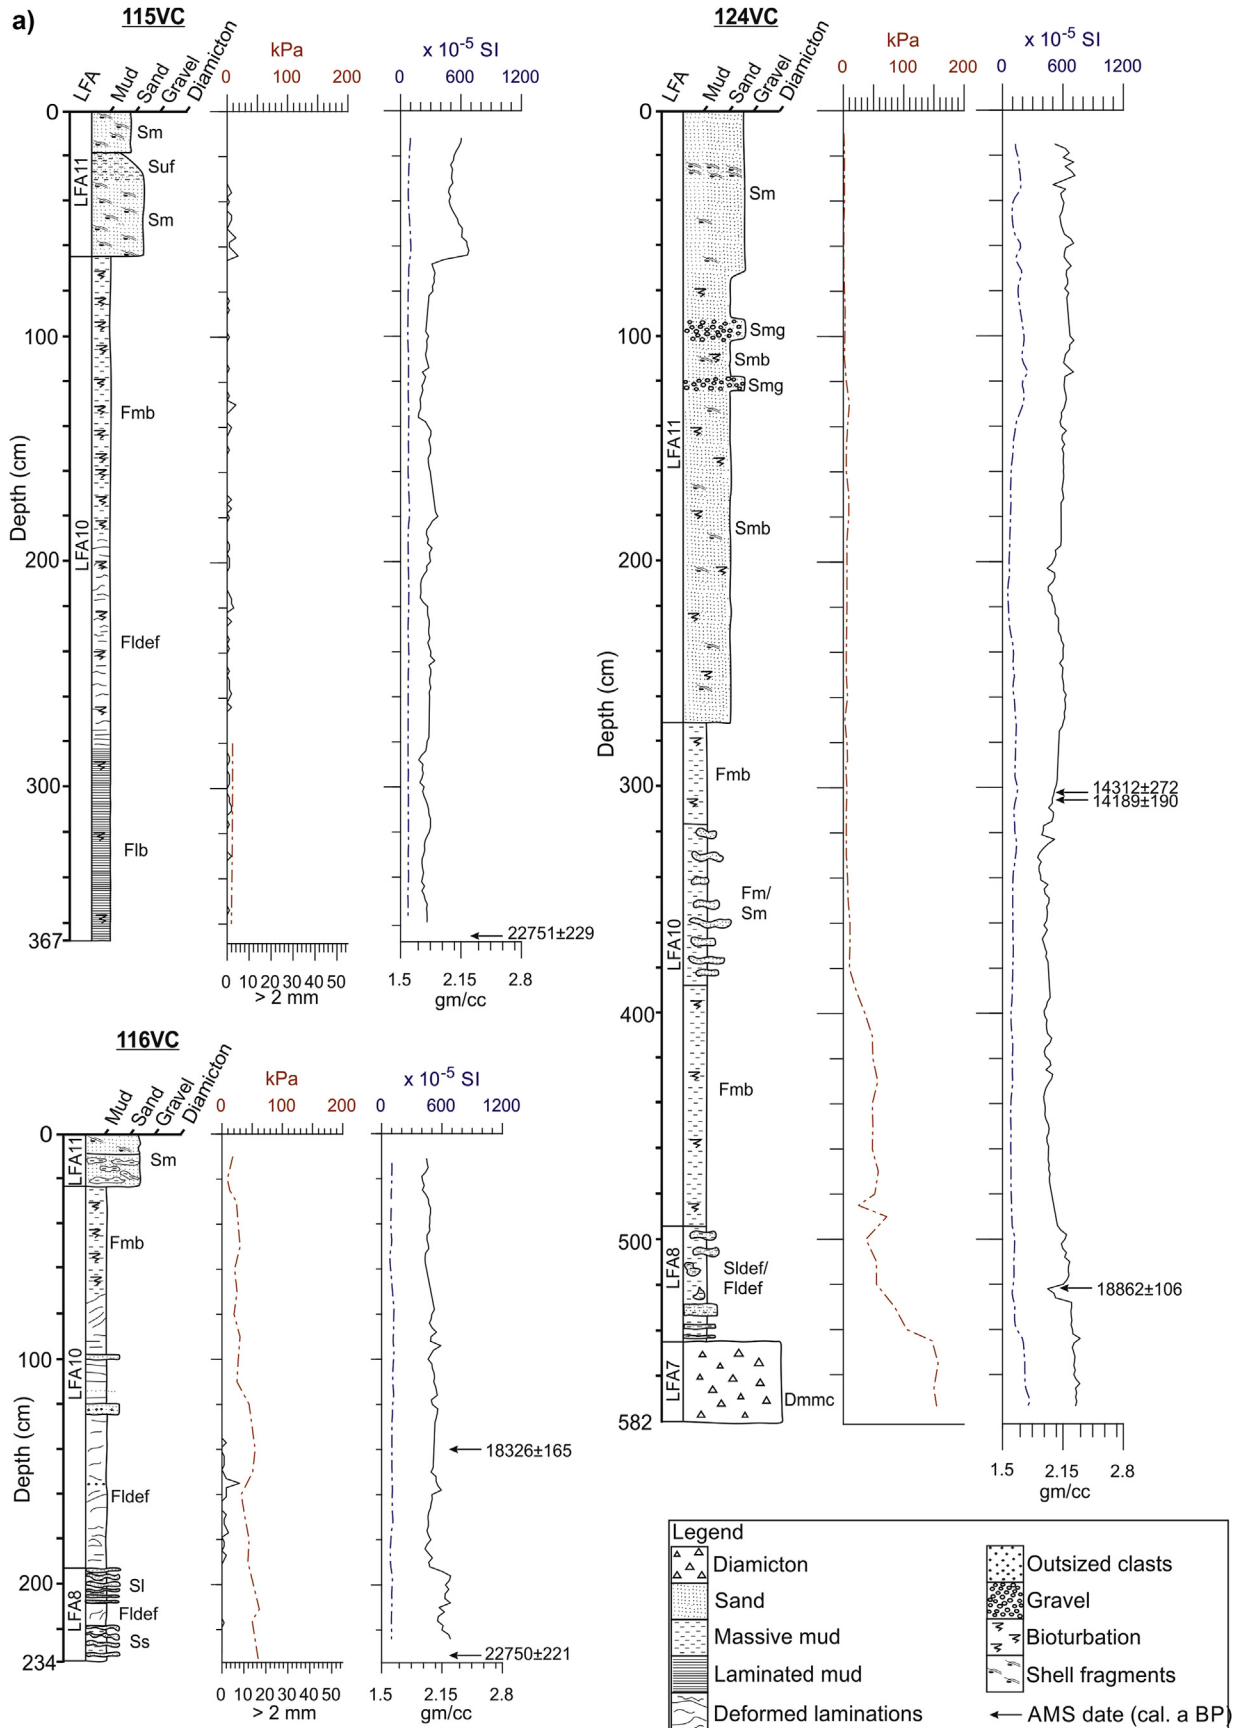 a)
115VC
LFA
Mud
Sand
Gravel
Diamicton
kPa
0 100 200
x 10-5 SI
0 600 1200
Depth (cm)
0
100
200
300
367
LFA11
LFA10
Sm
Suf
Sm
Fmb
Fldef
Flb
22751±229
0 10 20 30 40 50
> 2 mm
1.5 2.15 2.8
gm/cc
116VC
Mud
Sand
Gravel
Diamicton
kPa
0 100 200
x 10-5 SI
0 600 1200
Depth (cm)
0
100
200
234
LFA11
LFA10
LFA8
Sm
Fmb
Fldef
Sl
Fldef
Ss
18326±165
22750±221
0 10 20 30 40 50
> 2 mm
1.5 2.15 2.8
gm/cc
124VC
LFA
Mud
Sand
Gravel
Diamicton
kPa
0 100 200
x 10-5 SI
0 600 1200
Depth (cm)
0
100
200
300
400
500
582
LFA11
LFA10
LFA8
LFA7
Sm
Smg
Smb
Smg
Smb
Fmb
Fm/
Sm
Fmb
Sldef/
Fldef
Dmmc
14312±272
14189±190
18862±106
1.5 2.15 2.8
gm/cc
Legend
Diamicton
Sand
Massive mud
Laminated mud
Deformed laminations
Outsized clasts
Gravel
Bioturbation
Shell fragments
AMS date (cal. a BP)